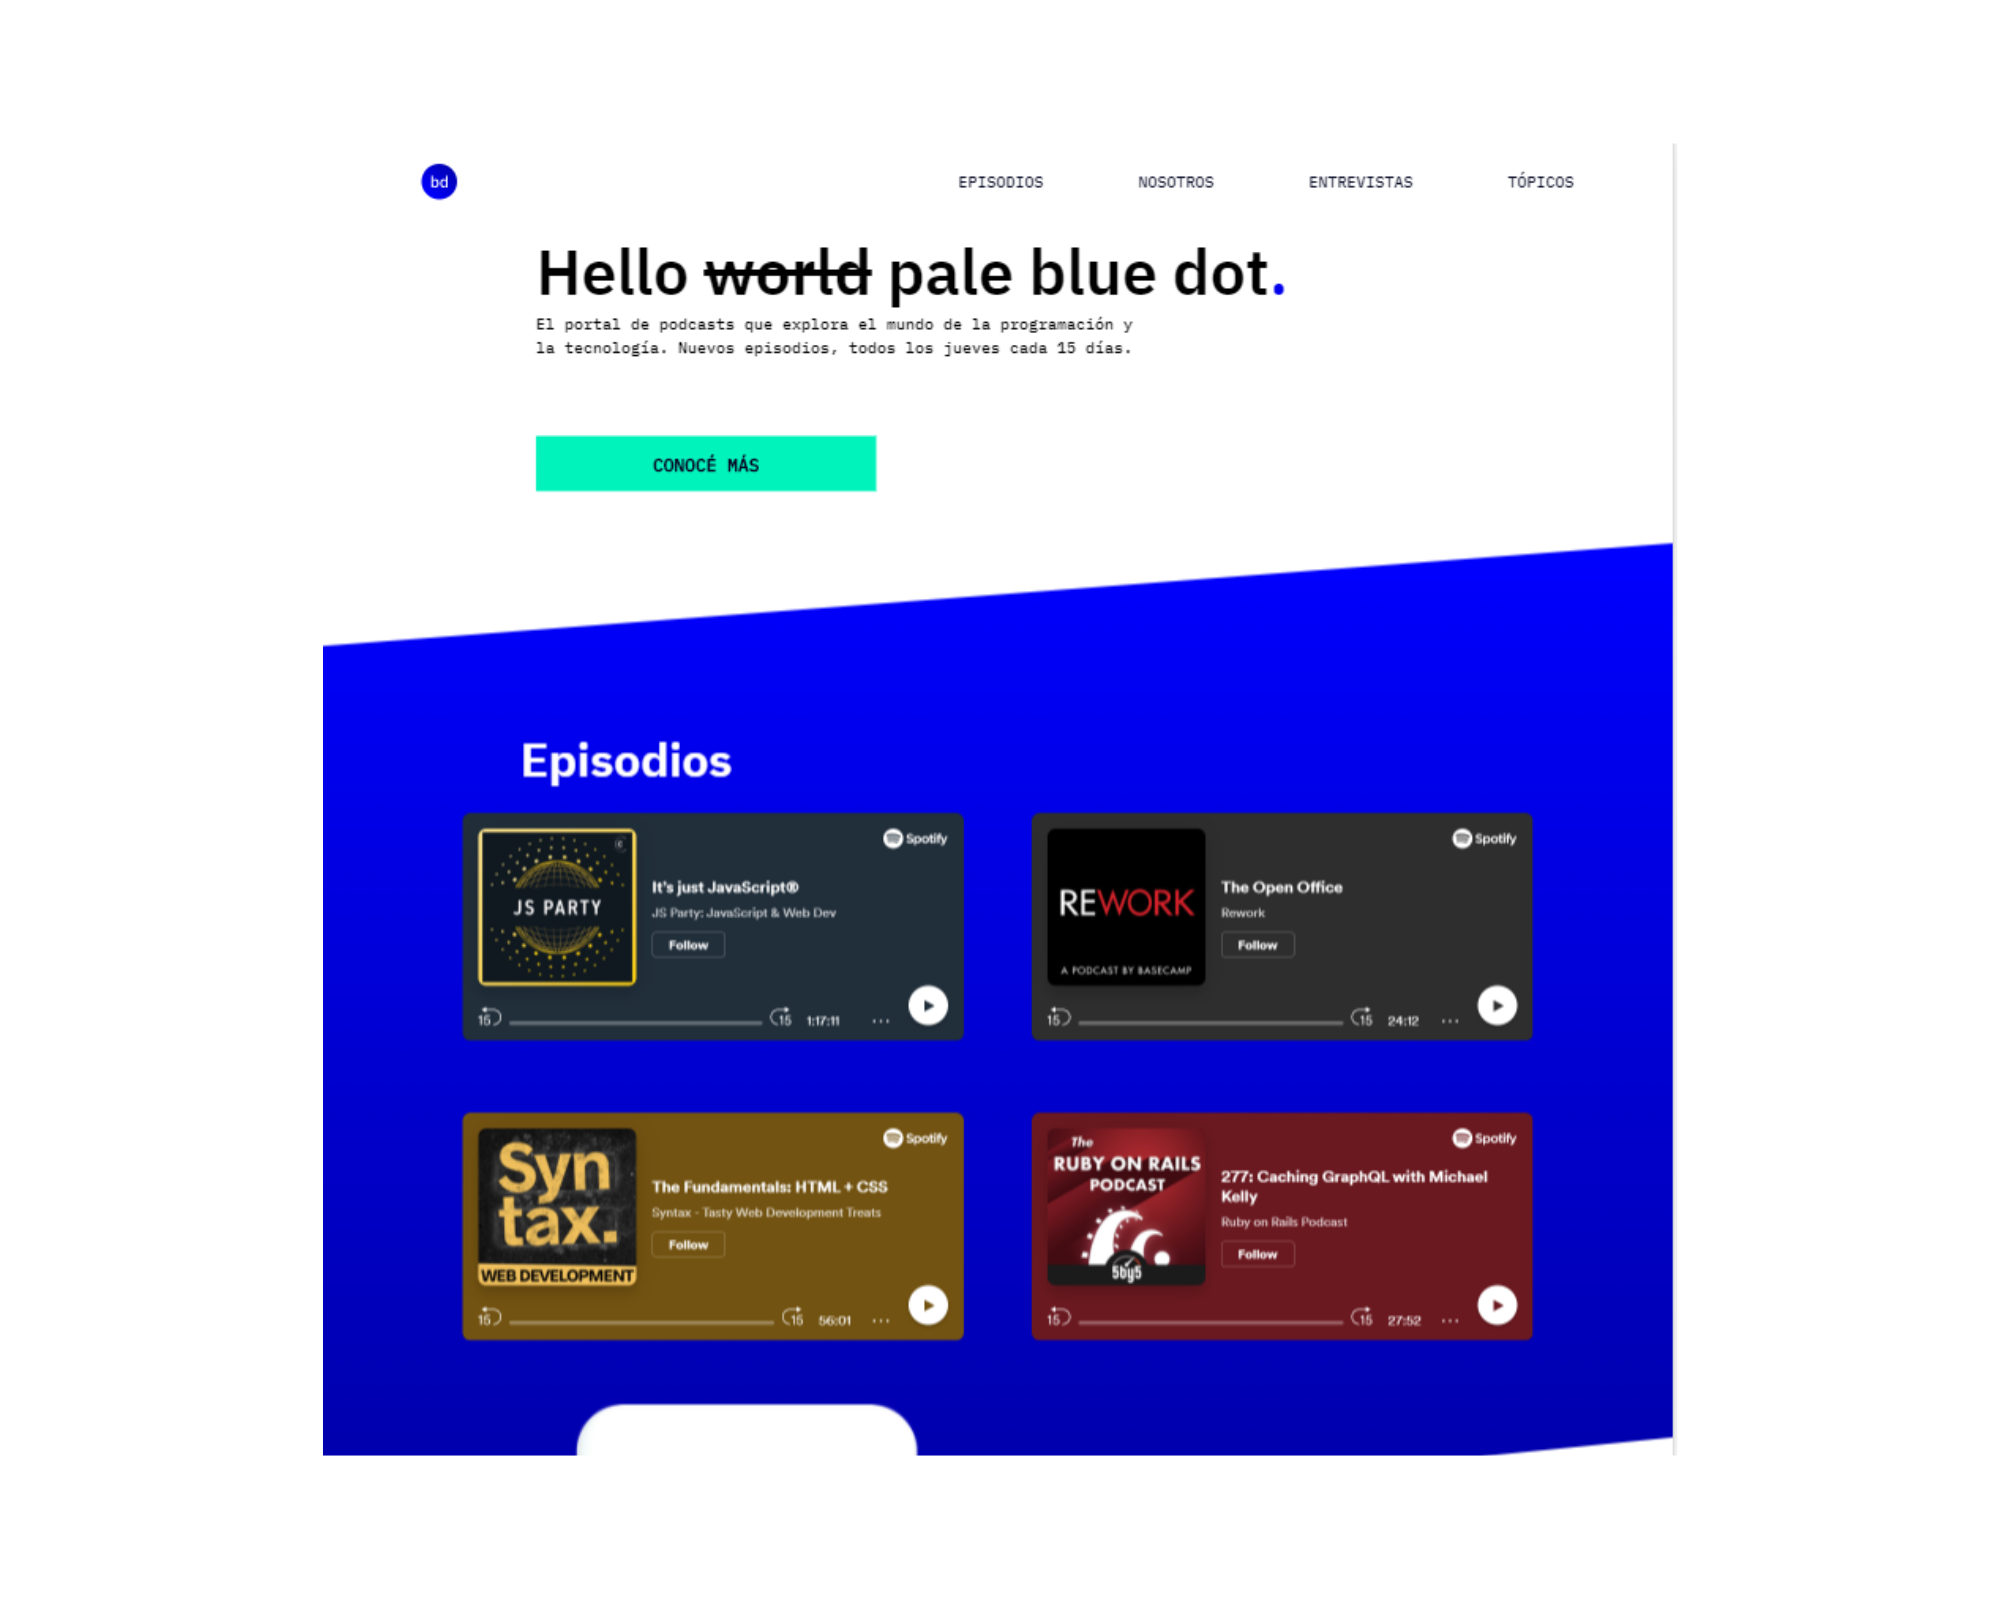 bd
EPISODIOS NOSOTROS ENTREVISTAS TÓPICOS
Hello world pale blue dot.
El portal de podcasts que explora el mundo de la programación y
la tecnología. Nuevos episodios, todos los jueves cada 15 días.
CONOCÉ MÁS
Episodios
JS PARTY
Spotify
It's just JavaScript®
JS Party: JavaScript & Web Dev
Follow
15 15 1:17:11 ...
REWORK
A PODCAST BY BASECAMP
Spotify
The Open Office
Rework
Follow
15 15 24:12 ...
Syn
tax.
WEB DEVELOPMENT
Spotify
The Fundamentals: HTML + CSS
Syntax - Tasty Web Development Treats
Follow
15 15 56:01 ...
The
RUBY ON RAILS
PODCAST
5by5
Spotify
277: Caching GraphQL with Michael
Kelly
Ruby on Rails Podcast
Follow
15 15 27:52 ...